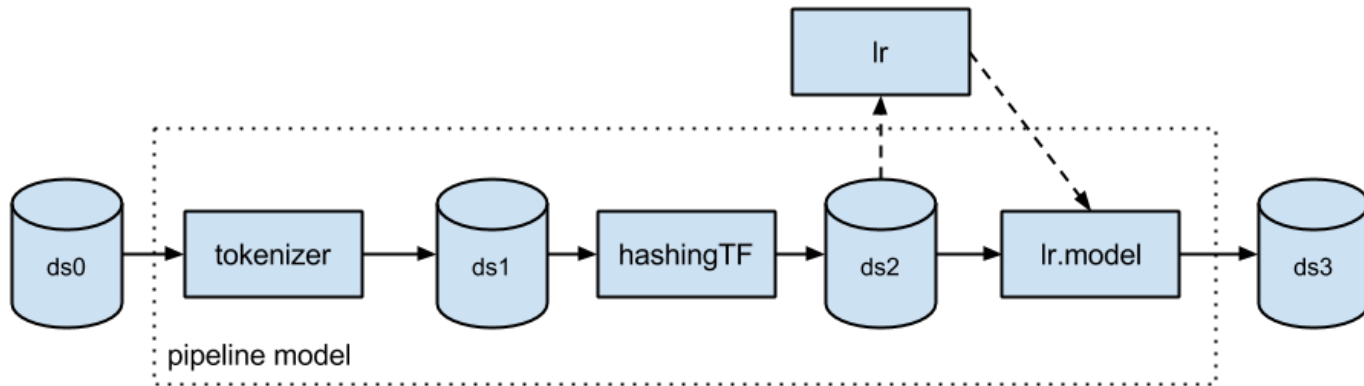 lr
ds0
tokenizer
ds1
hashingTF
ds2
lr.model
ds3
pipeline model